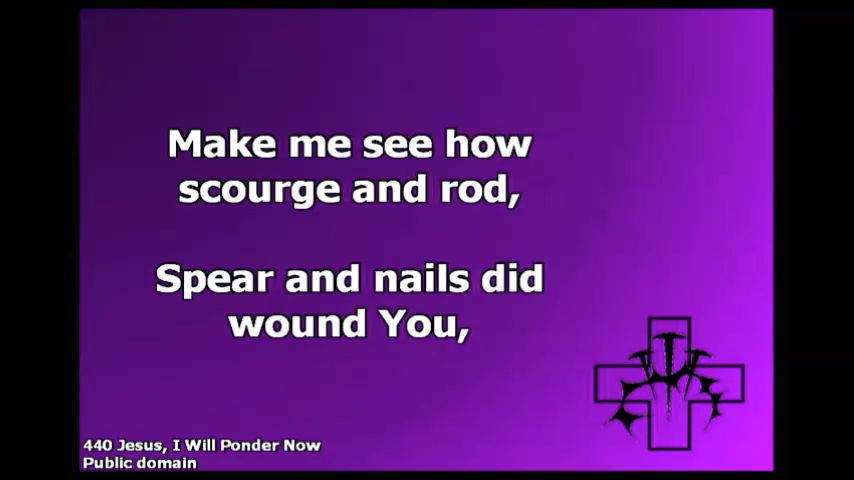 Make me see how
scourge and rod,
Spear and nails did
wound You,
440 Jesus, I Will Ponder Now
Public domain